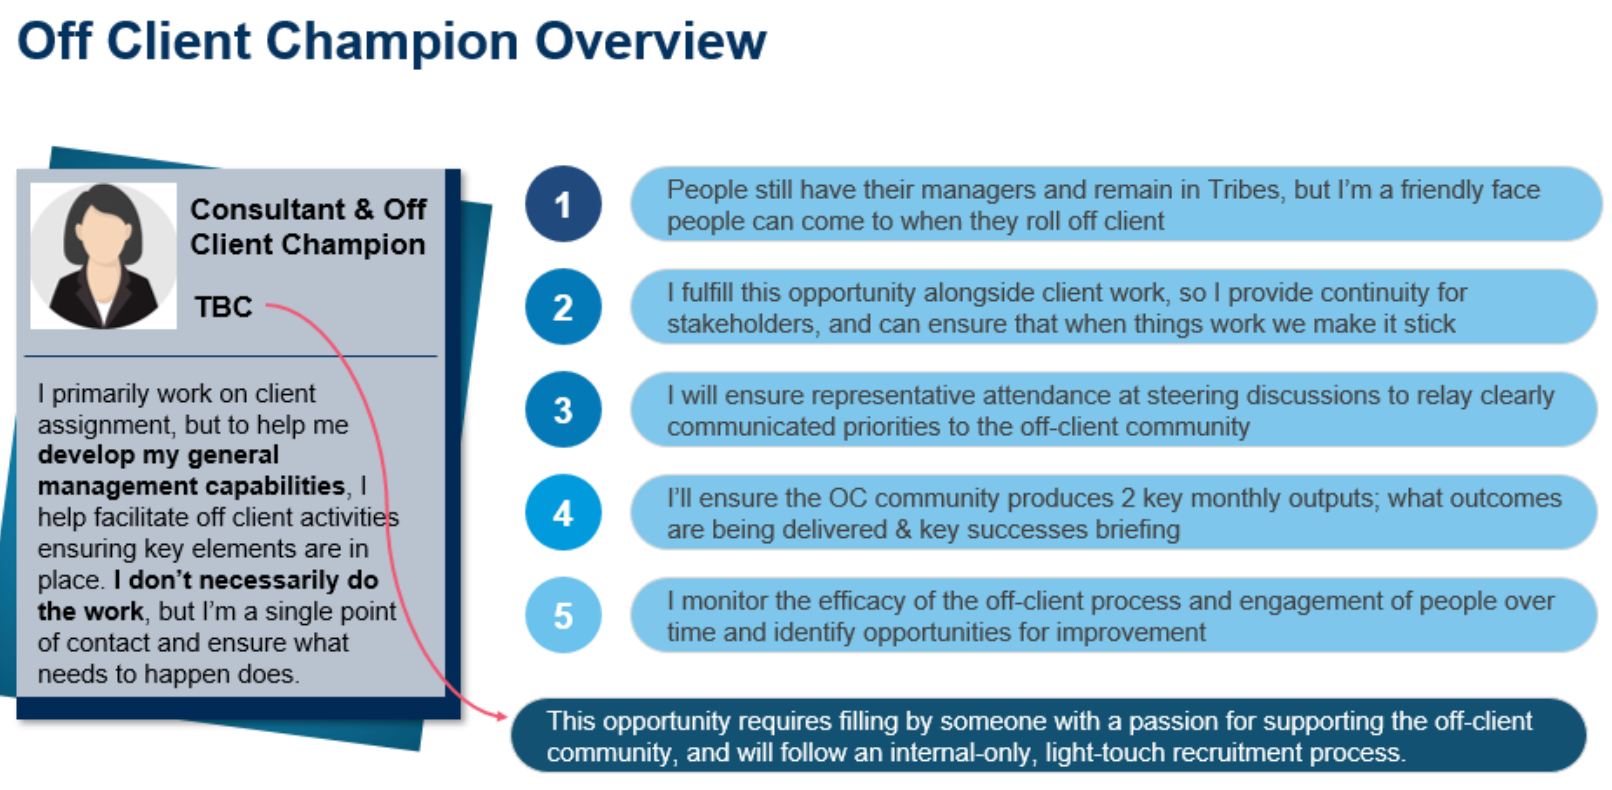 Off Client Champion Overview
Consultant & Off
Client Champion
TBC
I primarily work on client
assignment, but to help me
develop my general
management capabilities, I
help facilitate off client activities
ensuring key elements are in
place. I don't necessarily do
the work, but I'm a single point
of contact and ensure what
needs to happen does.
1
People still have their managers and remain in Tribes, but I'm a friendly face
people can come to when they roll off client
2
I fulfill this opportunity alongside client work, so I provide continuity for
stakeholders, and can ensure that when things work we make it stick
3
I will ensure representative attendance at steering discussions to relay clearly
communicated priorities to the off-client community
4
I'll ensure the OC community produces 2 key monthly outputs; what outcomes
are being delivered & key successes briefing
5
I monitor the efficacy of the off-client process and engagement of people over
time and identify opportunities for improvement
This opportunity requires filling by someone with a passion for supporting the off-client
community, and will follow an internal-only, light-touch recruitment process.